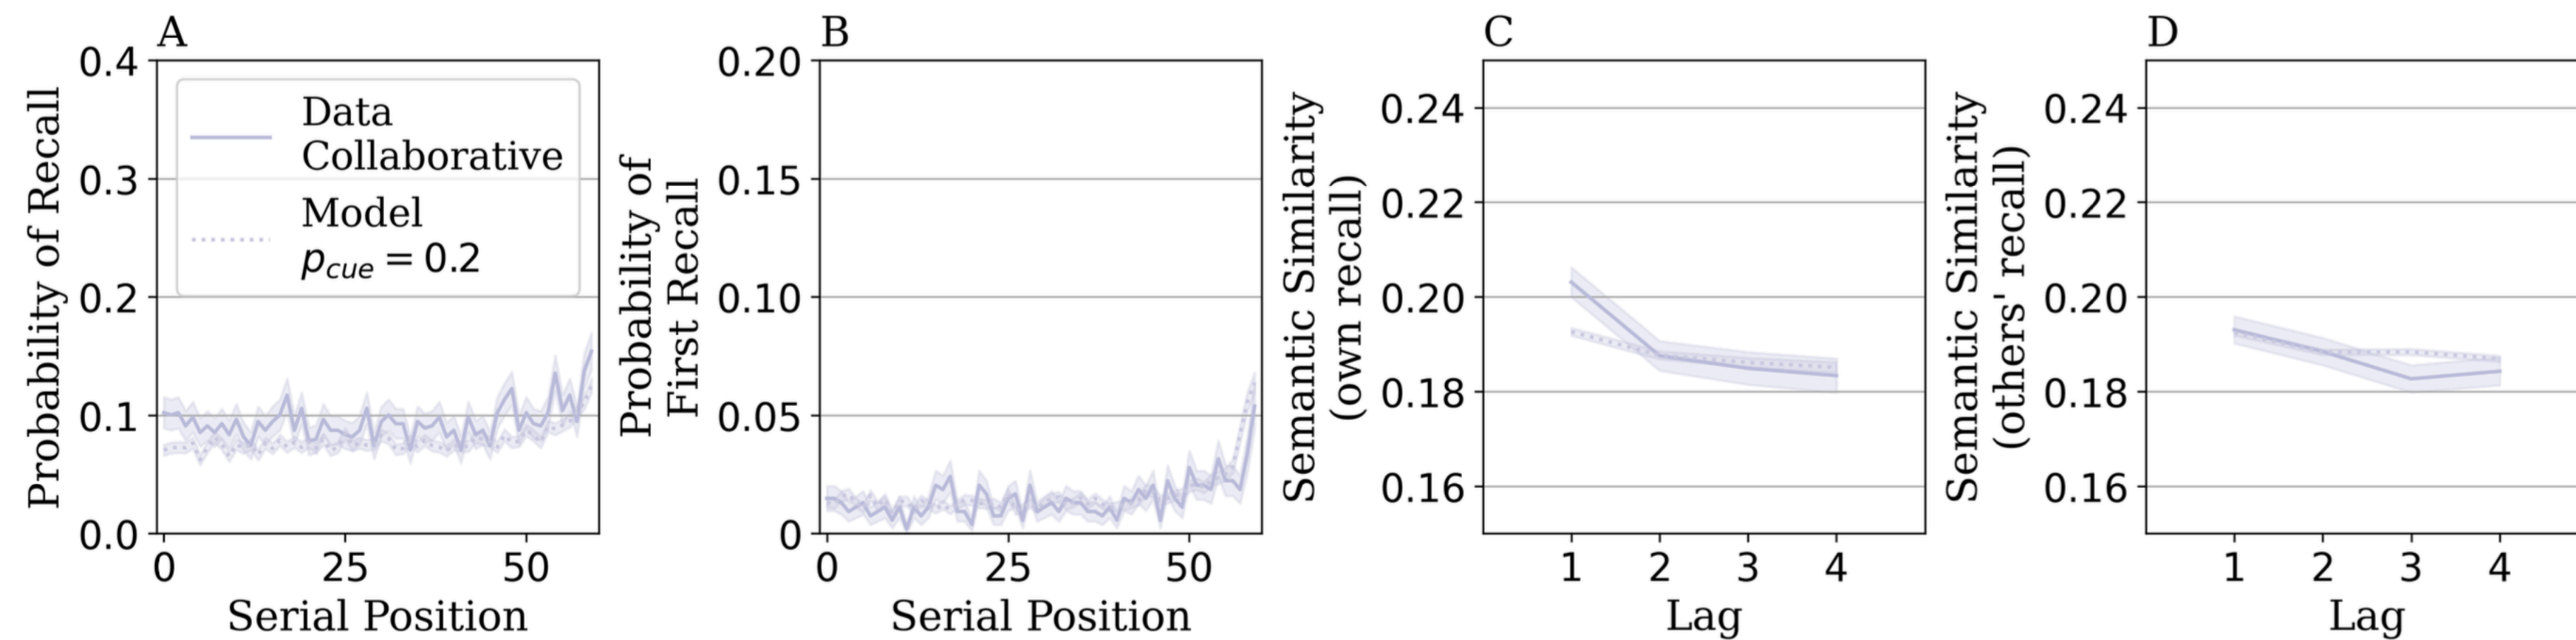 A
Probability of Recall
0.4
0.3
0.2
0.1
0.0
Data
Collaborative
Model
p_cue = 0.2
0
25
50
Serial Position
B
Probability of
First Recall
0.20
0.15
0.10
0.05
0
0
25
50
Serial Position
C
Semantic Similarity
(own recall)
0.24
0.22
0.20
0.18
0.16
1
2
3
4
Lag
D
Semantic Similarity
(others' recall)
0.24
0.22
0.20
0.18
0.16
1
2
3
4
Lag